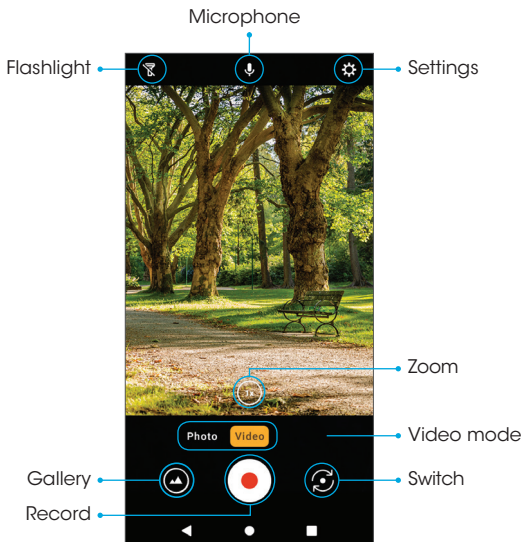 Microphone
Flashlight
Settings
Zoom
Photo Video
Video mode
Gallery
Switch
Record